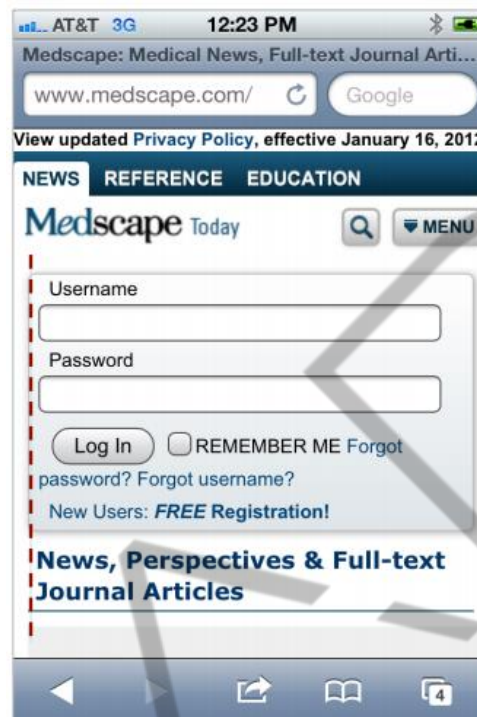 AT&T 3G 12:23 PM
Medscape: Medical News, Full-text Journal Arti...
www.medscape.com/ Google
View updated Privacy Policy, effective January 16, 2012
NEWS REFERENCE EDUCATION
Medscape Today MENU
Username
Password
Log In REMEMBER ME Forgot
password? Forgot username?
New Users: FREE Registration!
News, Perspectives & Full-text
Journal Articles
4